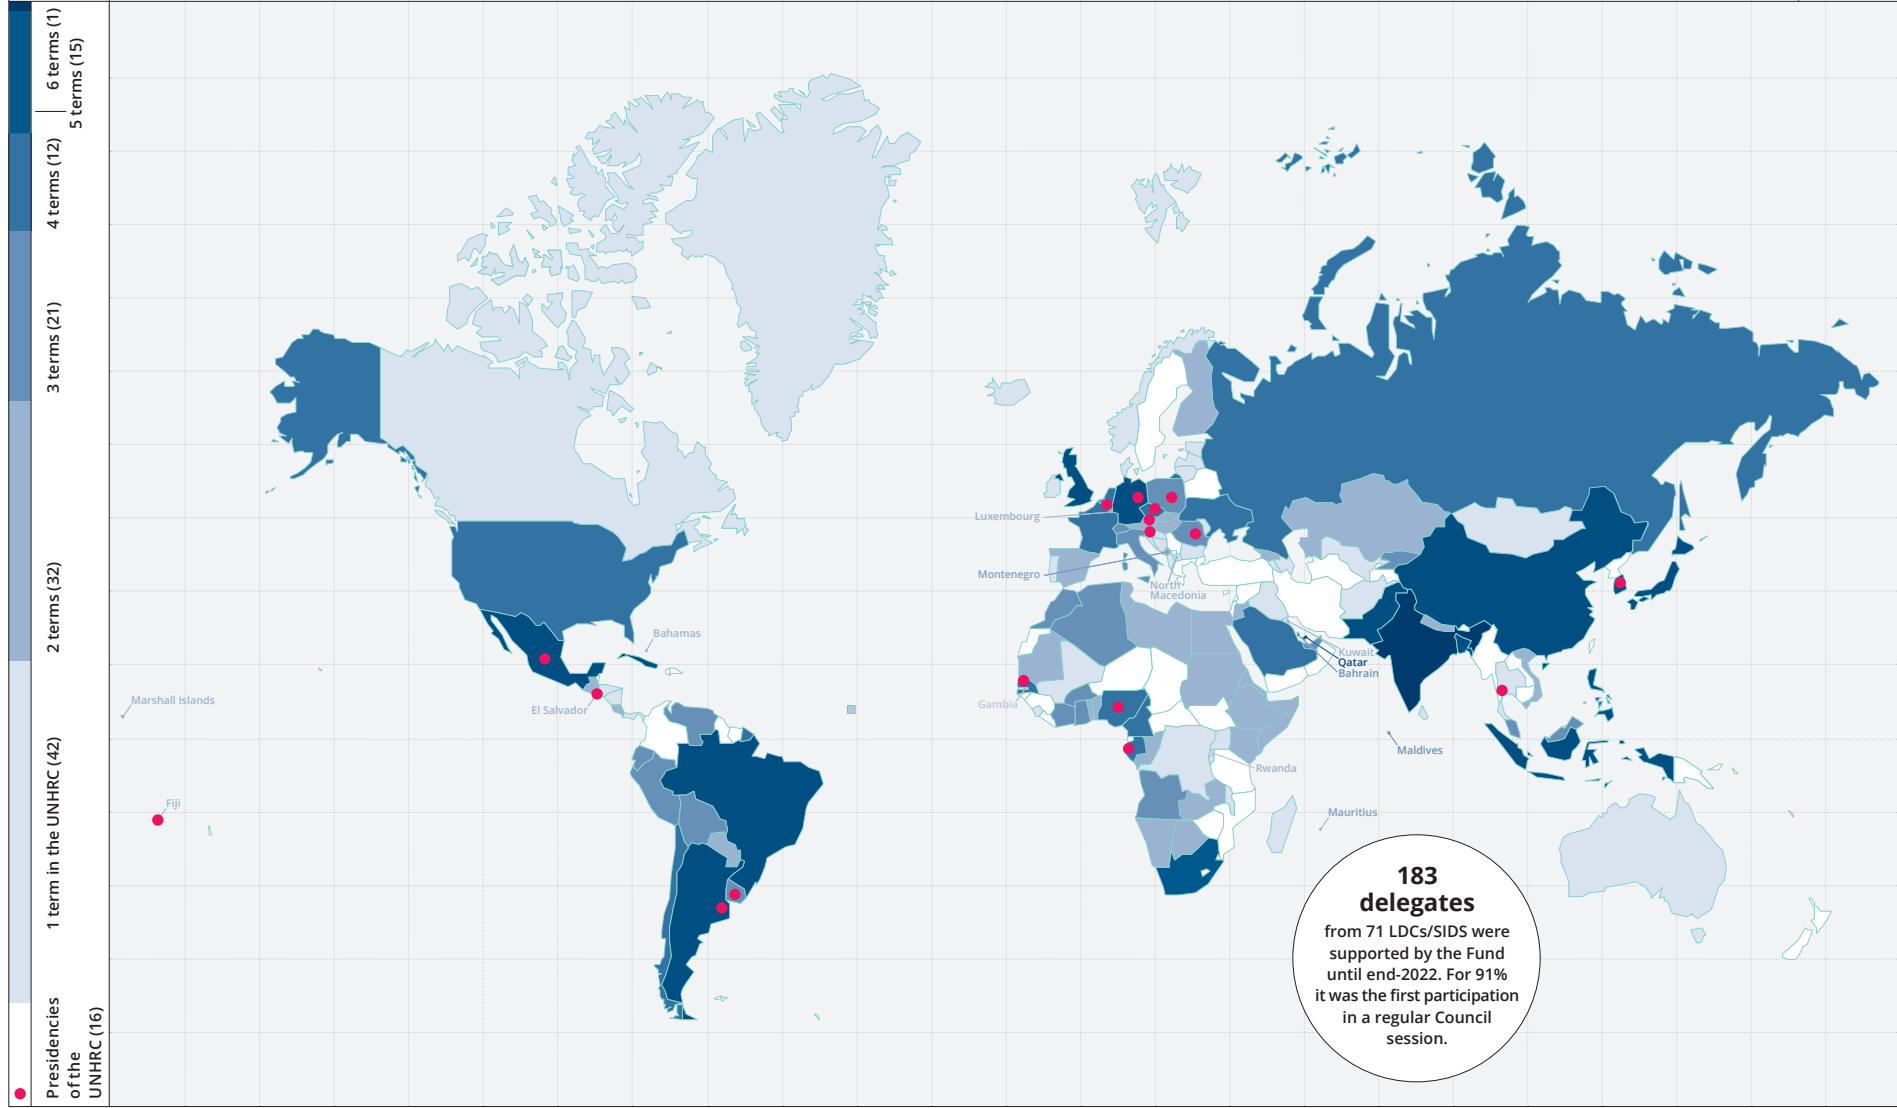 6 terms (1)
5 terms (15)
4 terms (12)
3 terms (21)
2 terms (32)
1 term in the UNHRC (42)
Presidencies
of the
UNHRC (16)
Luxembourg
Montenegro
North
Macedonia
Bahamas
Kuwait
Qatar
Bahrain
Marshall Islands
El Salvador
Gambia
Maldives
Rwanda
Fiji
Mauritius
183
delegates
from 71 LDCs/SIDS were
supported by the Fund
until end-2022. For 91%
it was the first participation
in a regular Council
session.